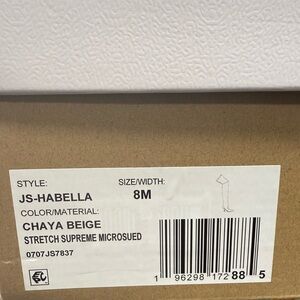 STYLE: SIZE/WIDTH:
JS-HABELLA 8M
COLOR/MATERIAL:
CHAYA BEIGE
STRETCH SUPREME MICROSUED
0707JS7837
1 96298 17288 5